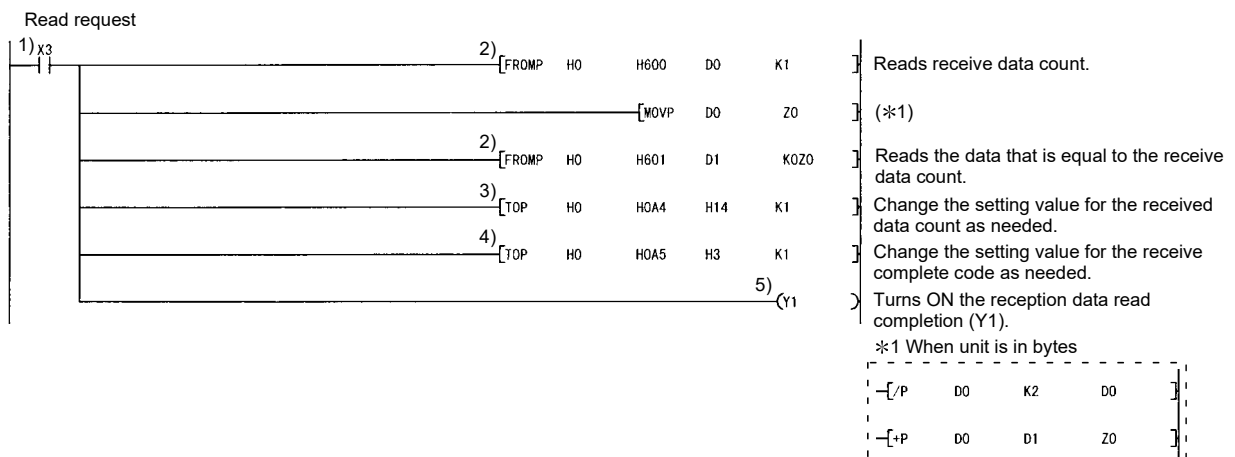 Read request
1) X3
2) [FROMP H0 H600 D0 K1 ] Reads receive data count.
[MOVP D0 Z0 ] (*1)
2) [FROMP H0 H601 D1 K0Z0 ] Reads the data that is equal to the receive
data count.
3) [TOP H0 H0A4 H14 K1 ] Change the setting value for the received
data count as needed.
4) [TOP H0 H0A5 H3 K1 ] Change the setting value for the receive
complete code as needed.
5) (Y1 ) Turns ON the reception data read
completion (Y1).
*1 When unit is in bytes
[/P D0 K2 D0 ]
[+P D0 D1 Z0 ]